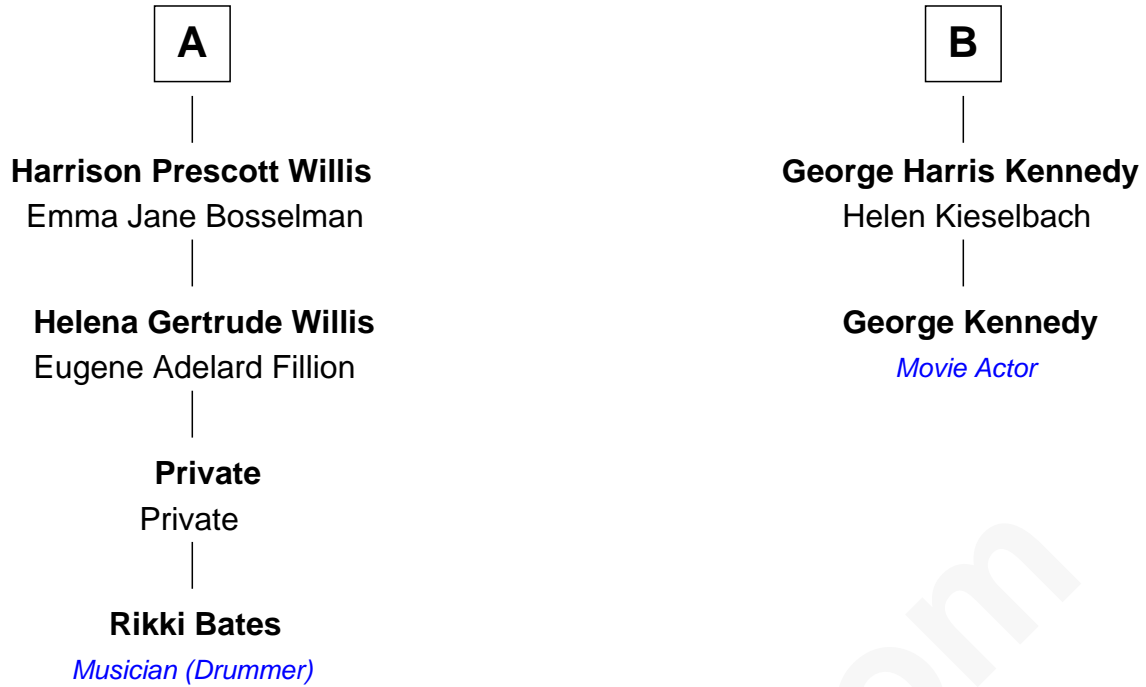 A
Harrison Prescott Willis
Emma Jane Bosselman
Helena Gertrude Willis
Eugene Adelard Fillion
Private
Private
Rikki Bates
Musician (Drummer)
B
George Harris Kennedy
Helen Kieselbach
George Kennedy
Movie Actor
om